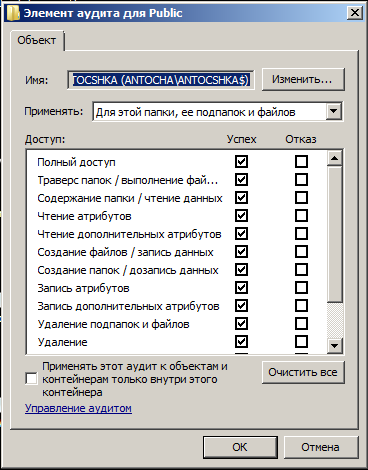 Элемент аудита для Public
Объект
Имя: TOCSHKA (ANTOCHA\ANTOCSHKA$) Изменить...
Применять: Для этой папки, ее подпапок и файлов
Доступ: Успех Отказ
Полный доступ
Траверс папок / выполнение фай...
Содержание папки / чтение данных
Чтение атрибутов
Чтение дополнительных атрибутов
Создание файлов / запись данных
Создание папок / дозапись данных
Запись атрибутов
Запись дополнительных атрибутов
Удаление подпапок и файлов
Удаление
Применять этот аудит к объектам и
контейнерам только внутри этого
контейнера
Очистить все
Управление аудитом
ОК Отмена